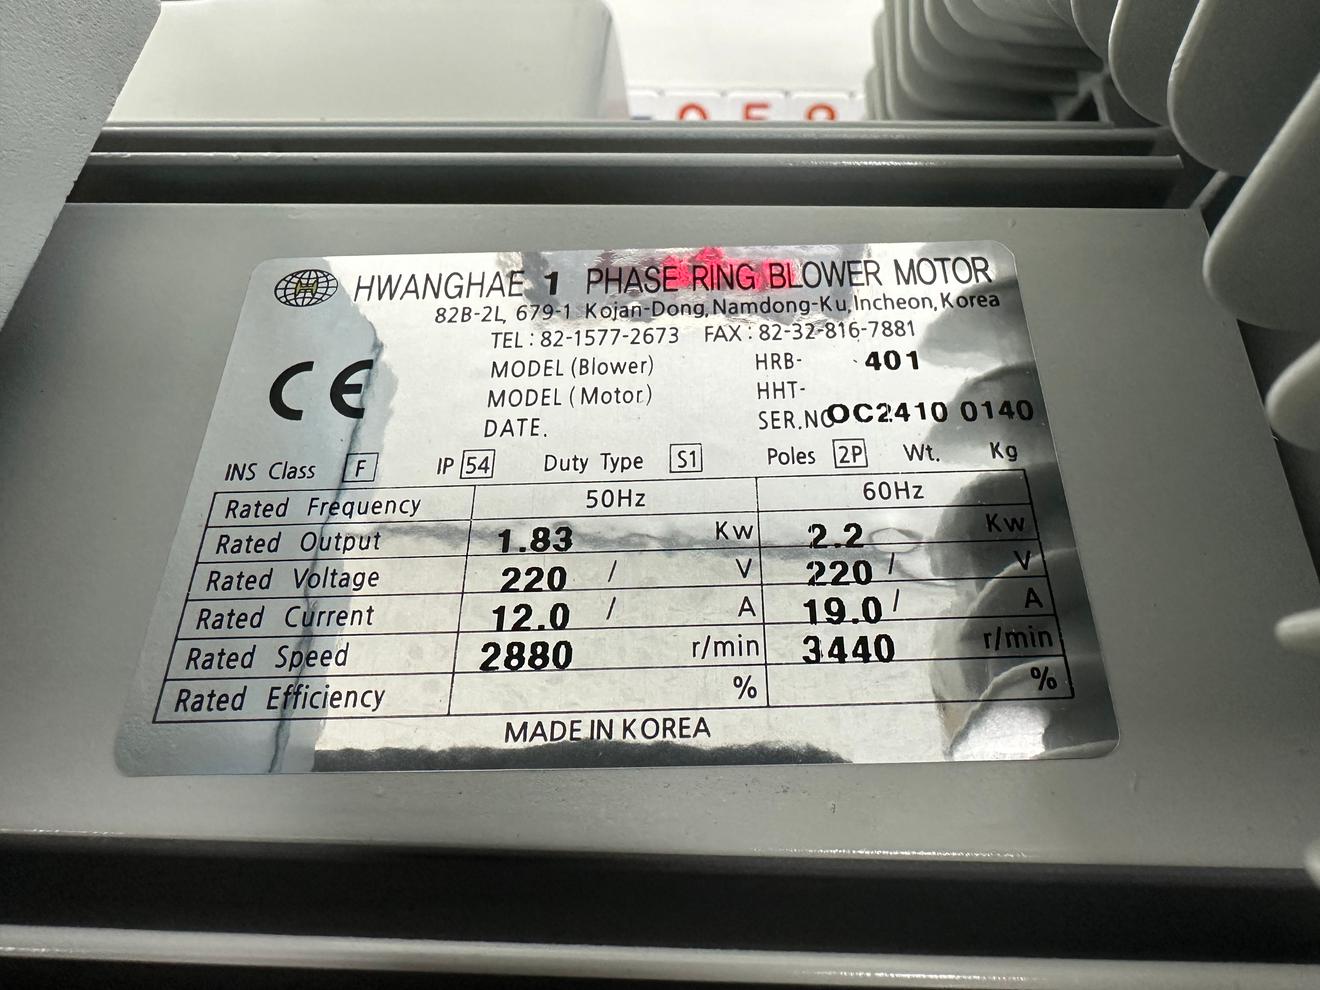 HWANGHAE 1 PHASE RING BLOWER MOTOR
82B-2L, 679-1 Kojan-Dong, Namdong-Ku, Incheon, Korea
TEL : 82-1577-2673 FAX : 82-32-816-7881
CE
MODEL (Blower) HRB- 401
MODEL (Motor) HHT-
DATE. SER.NO OC2410 0140
INS Class F IP 54 Duty Type S1 Poles 2P Wt. Kg
Rated Frequency 50Hz 60Hz
Rated Output 1.83 Kw 2.2 Kw
Rated Voltage 220 / V 220 / V
Rated Current 12.0 / A 19.0 / A
Rated Speed 2880 r/min 3440 r/min
Rated Efficiency % %
MADE IN KOREA